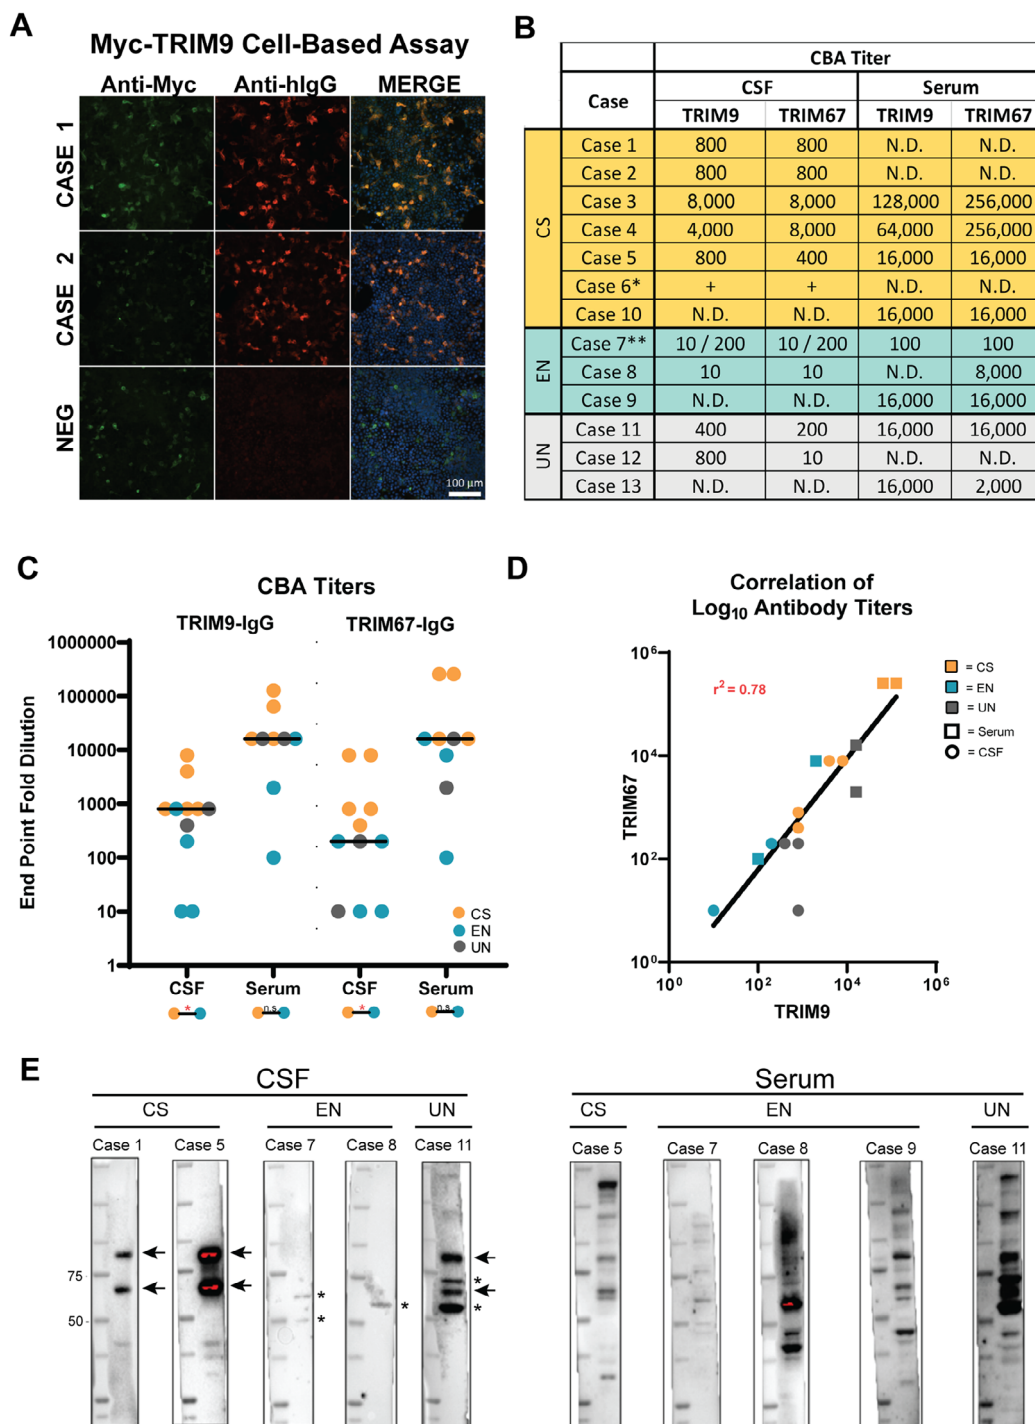 A
Myc-TRIM9 Cell-Based Assay
Anti-Myc Anti-hIgG MERGE
CASE 1
CASE 2
NEG
100 µm
B
CBA Titer
Case CSF Serum
TRIM9 TRIM67 TRIM9 TRIM67
CS
Case 1 800 800 N.D. N.D.
Case 2 800 800 N.D. N.D.
Case 3 8,000 8,000 128,000 256,000
Case 4 4,000 8,000 64,000 256,000
Case 5 800 400 16,000 16,000
Case 6* + + N.D. N.D.
Case 10 N.D. N.D. 16,000 16,000
EN
Case 7** 10 / 200 10 / 200 100 100
Case 8 10 10 N.D. 8,000
Case 9 N.D. N.D. 16,000 16,000
UN
Case 11 400 200 16,000 16,000
Case 12 800 10 N.D. N.D.
Case 13 N.D. N.D. 16,000 2,000
C
CBA Titers
TRIM9-IgG TRIM67-IgG
End Point Fold Dilution
1000000
100000
10000
1000
100
10
1
CS
EN
UN
CSF Serum CSF Serum
* n.s * n.s
D
Correlation of
Log₁₀ Antibody Titers
r² = 0.78
TRIM67
10⁶
10⁴
10²
10⁰
10⁰ 10² 10⁴ 10⁶
TRIM9
= CS
= EN
= UN
= Serum
= CSF
E
CSF Serum
CS EN UN CS EN UN
Case 1 Case 5 Case 7 Case 8 Case 11 Case 5 Case 7 Case 8 Case 9 Case 11
75 -
50 -
*
*
*
*
*